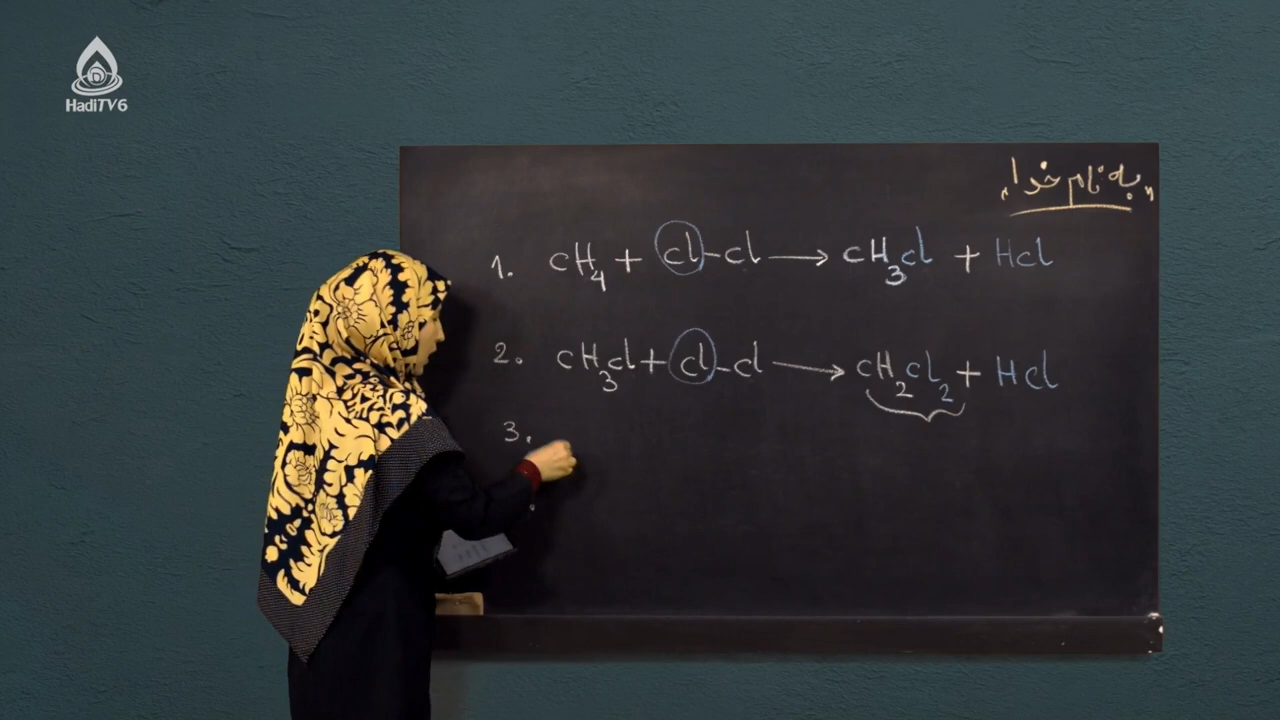 HadiTV6
"به نام خدا"
1. CH₄ + Cl-Cl ⟶ CH₃Cl + HCl
2. CH₃Cl + Cl-Cl ⟶ CH₂Cl₂ + HCl
3.